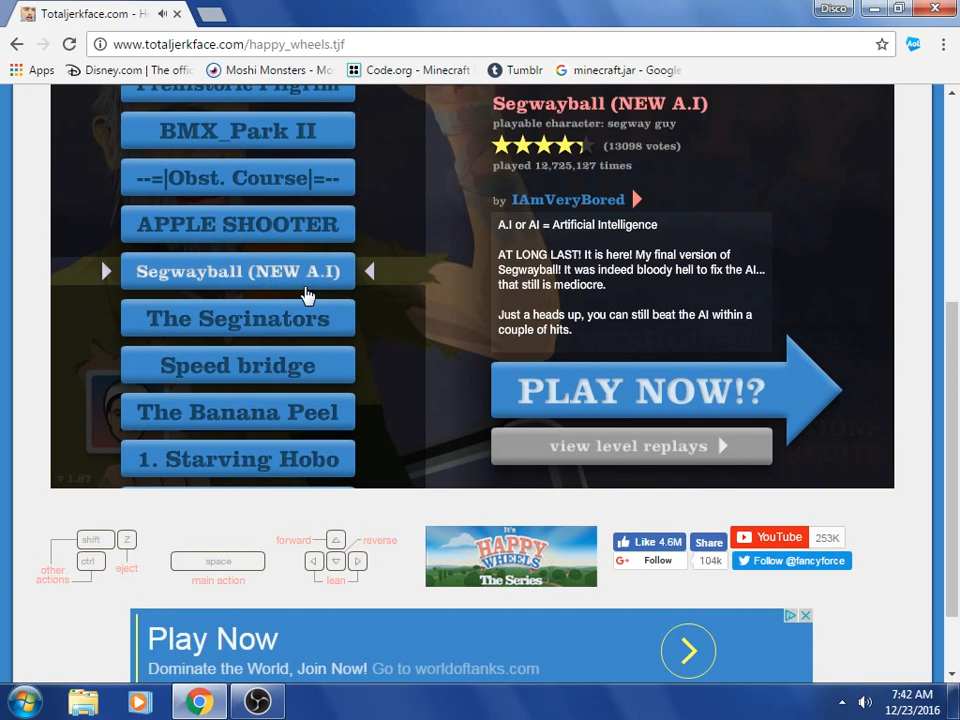 Totaljerkface.com - H
Disco
www.totaljerkface.com/happy_wheels.tjf
Apps
Disney.com | The offic
Moshi Monsters - Mo
Code.org - Minecraft
Tumblr
minecraft.jar - Google
Prehistoric Pilgrim
BMX_Park II
--=|Obst. Course|=--
APPLE SHOOTER
Segwayball (NEW A.I)
The Seginators
Speed bridge
The Banana Peel
1. Starving Hobo
v 1.87
Segwayball (NEW A.I)
playable character: segway guy
(13098 votes)
played 12,725,127 times
by IAmVeryBored
A.I or AI = Artificial Intelligence
AT LONG LAST! It is here! My final version of
Segwayball! It was indeed bloody hell to fix the AI...
that still is mediocre.
Just a heads up, you can still beat the AI within a
couple of hits.
PLAY NOW!?
view level replays
shift
Z
ctrl
eject
other
actions
space
main action
forward
reverse
lean
IT'S
HAPPY
WHEELS
The Series
Like 4.6M
Share
Follow
104k
YouTube
253K
Follow @fancyforce
Play Now
Dominate the World, Join Now! Go to worldoftanks.com
7:42 AM
12/23/2016